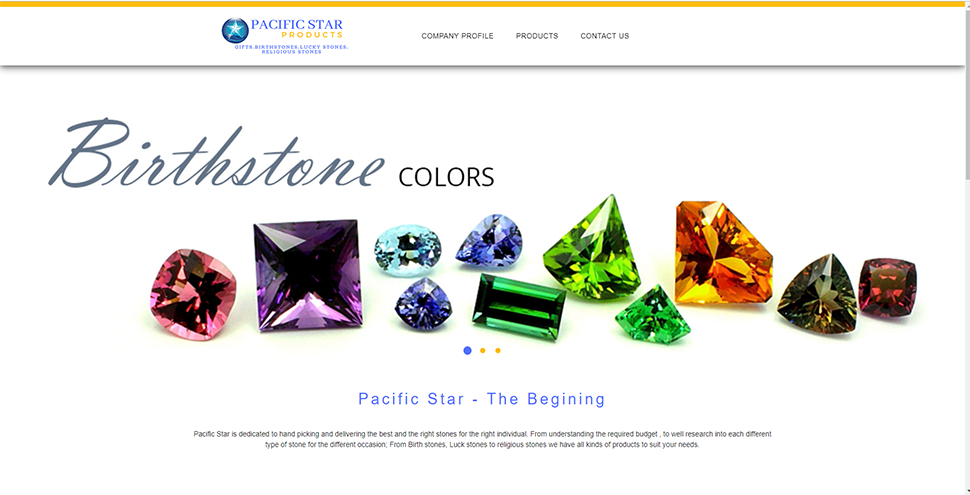 PACIFIC STAR
PRODUCTS
GIFTS.BIRTHSTONES.LUCKY STONES.
RELIGIOUS STONES
COMPANY PROFILE
PRODUCTS
CONTACT US
Birthstone COLORS
Pacific Star - The Begining
Pacific Star is dedicated to hand picking and delivering the best and the right stones for the right individual. From understanding the required budget , to well research into each different
type of stone for the different occasion; From Birth stones, Luck stones to religious stones we have all kinds of products to suit your needs.